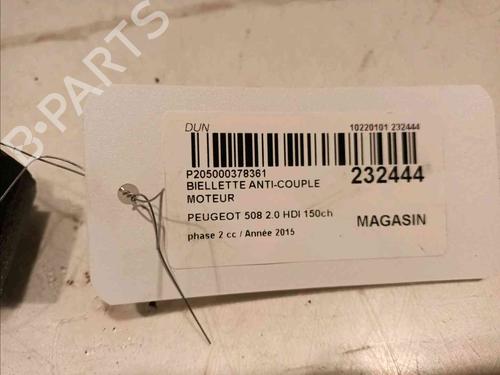 B-PARTS
DUN
10220101 232444
P205000378361
BIELLETTE ANTI-COUPLE
MOTEUR
232444
PEUGEOT 508 2.0 HDI 150ch
MAGASIN
phase 2 cc / Année 2015